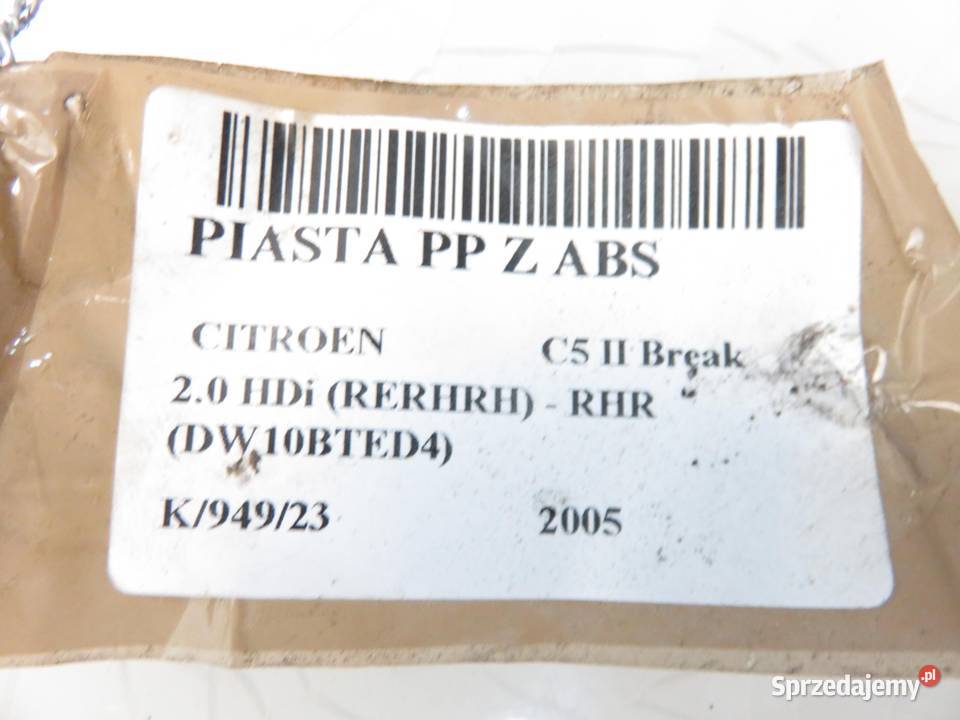 PIASTA PP Z ABS
CITROEN C5 II Break
2.0 HDi (RERHRH) - RHR
(DW10BTED4)
K/949/23 2005
Sprzedajemy.pl